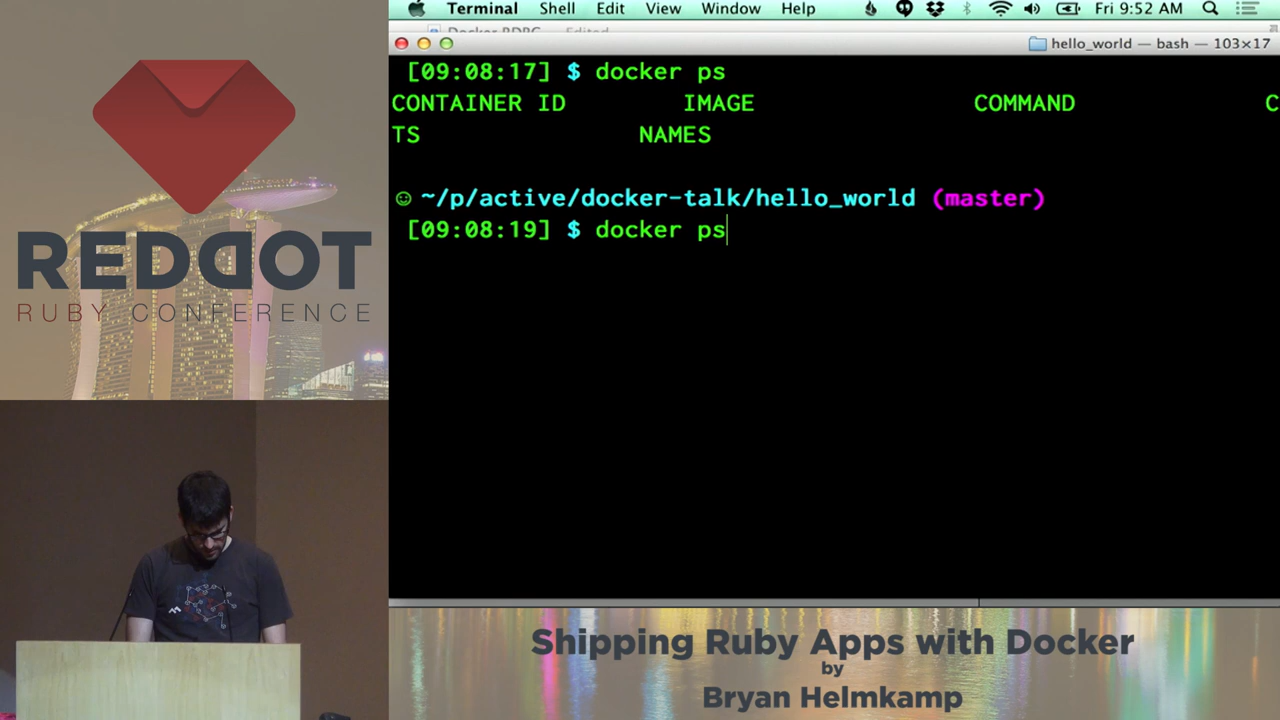 REDDOT
RUBY CONFERENCE
Terminal Shell Edit View Window Help Fri 9:52 AM
hello_world — bash — 103×17
[09:08:17] $ docker ps
CONTAINER ID IMAGE COMMAND C
TS NAMES
~/p/active/docker-talk/hello_world (master)
[09:08:19] $ docker ps
Shipping Ruby Apps with Docker
by
Bryan Helmkamp